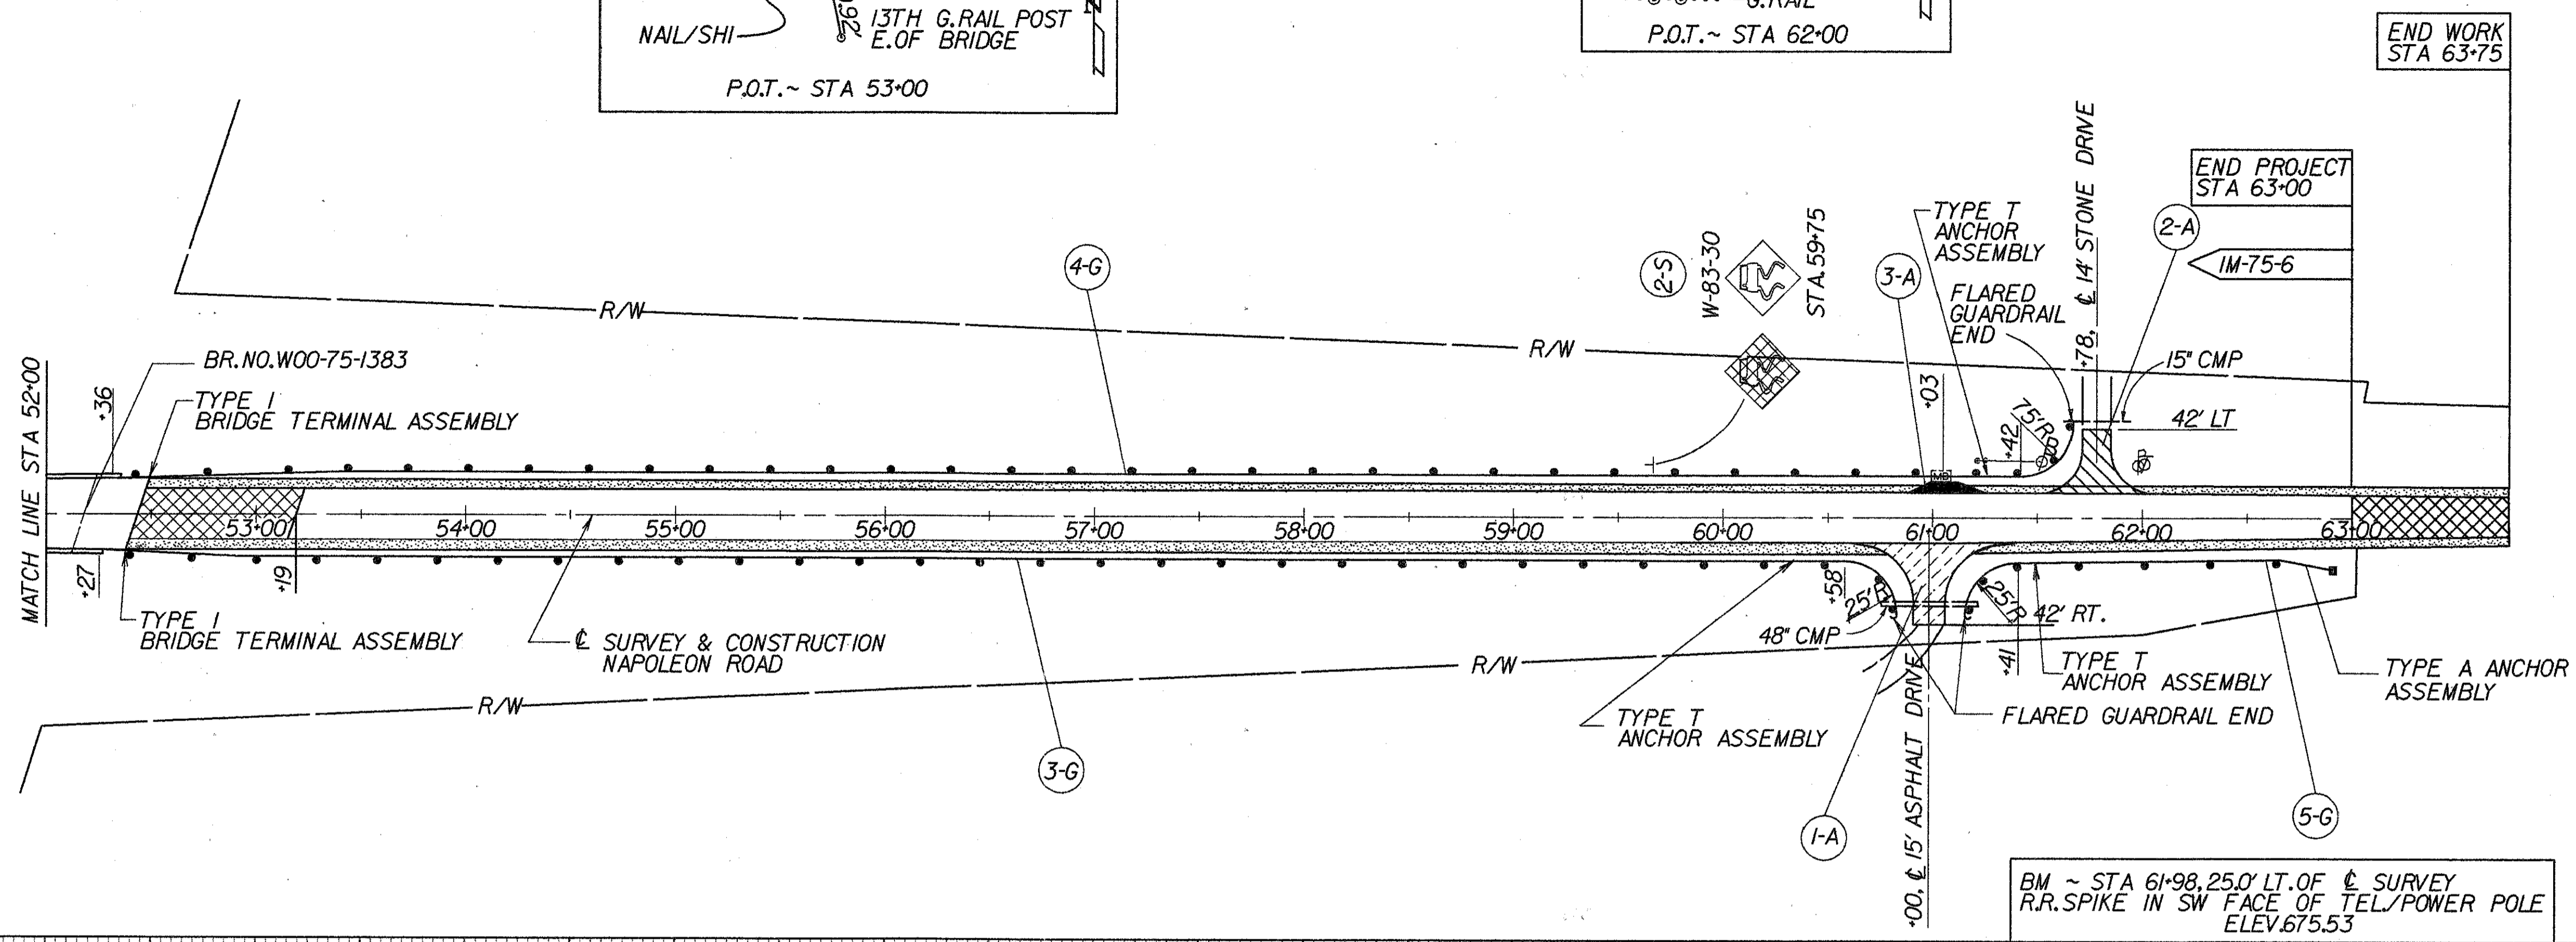 NAIL/SHI
13TH G.RAIL POST
E.OF BRIDGE
P.O.T.~ STA 53+00
G.RAIL
P.O.T.~ STA 62+00
END WORK
STA 63+75
END PROJECT
STA 63+00
IM-75-6
+78, ℄ 14' STONE DRIVE
2-A
TYPE T
ANCHOR
ASSEMBLY
3-A
FLARED
GUARDRAIL
END
2-S
W-83-30
STA.59+75
4-G
R/W
R/W
15" CMP
42' LT
+03
75'R
+42
MB
MATCH LINE STA 52+00
BR.NO.WOO-75-1383
+36
TYPE 1
BRIDGE TERMINAL ASSEMBLY
53+00
54+00
55+00
56+00
57+00
58+00
59+00
60+00
61+00
62+00
63+00
+27
+19
TYPE 1
BRIDGE TERMINAL ASSEMBLY
℄ SURVEY & CONSTRUCTION
NAPOLEON ROAD
R/W
R/W
3-G
+58
25'R
48" CMP
25'R
42' RT.
+41
TYPE T
ANCHOR ASSEMBLY
TYPE T
ANCHOR ASSEMBLY
FLARED GUARDRAIL END
TYPE A ANCHOR
ASSEMBLY
1-A
+00, ℄ 15' ASPHALT DRIVE
5-G
BM ~ STA 61+98, 25.0' LT. OF ℄ SURVEY
R.R. SPIKE IN SW FACE OF TEL./POWER POLE
ELEV.675.53